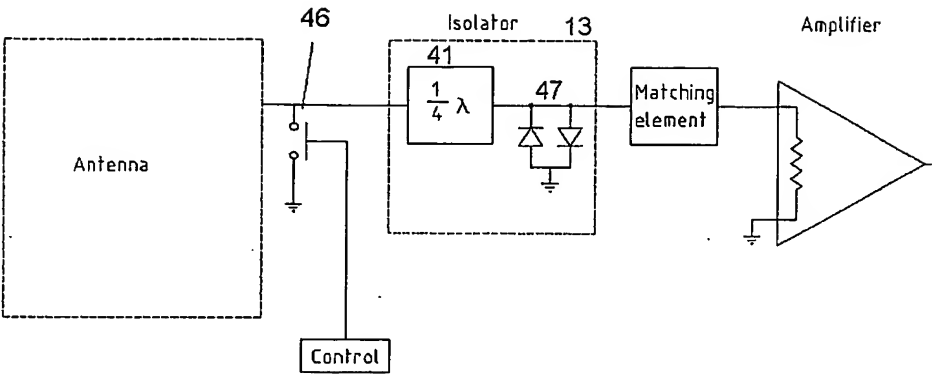 46
Isolator 13
Amplifier
41
1/4 λ
47
Matching
element
Antenna
Control